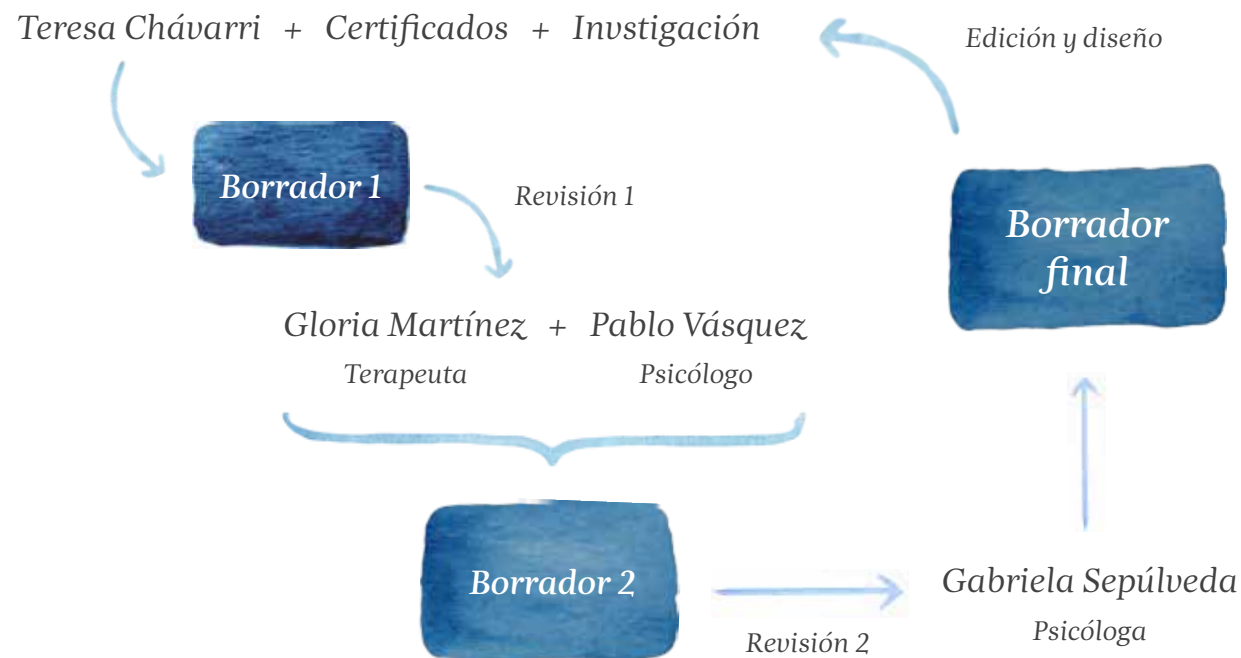 Teresa Chávarri + Certificados + Invstigación
Edición y diseño
Borrador 1
Revisión 1
Borrador
final
Gloria Martínez + Pablo Vásquez
Terapeuta
Psicólogo
Borrador 2
Revisión 2
Gabriela Sepúlveda
Psicóloga